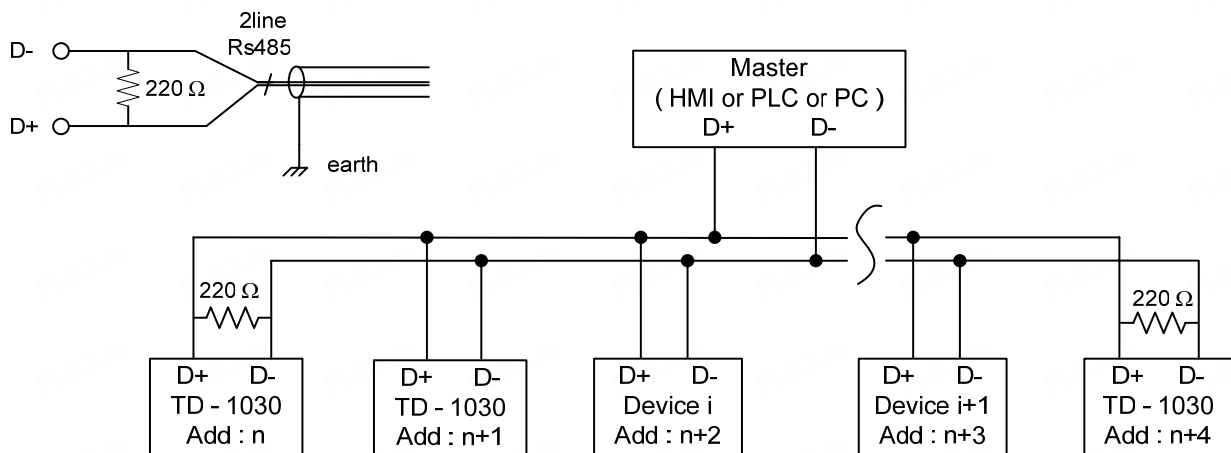 2line
Rs485
D-
220 Ω
D+
earth
Master
( HMI or PLC or PC )
D+ D-
220 Ω
220 Ω
D+ D-
TD - 1030
Add : n
D+ D-
TD - 1030
Add : n+1
D+ D-
Device i
Add : n+2
D+ D-
Device i+1
Add : n+3
D+ D-
TD - 1030
Add : n+4